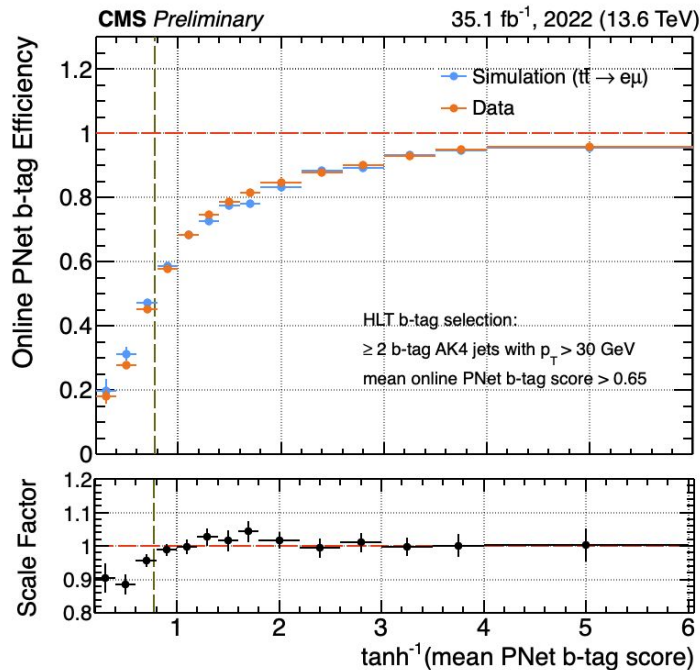 CMS Preliminary 35.1 fb⁻¹, 2022 (13.6 TeV)
Online PNet b-tag Efficiency
1.2
1
0.8
0.6
0.4
0.2
0
Simulation (tt̄ → eμ)
Data
HLT b-tag selection:
≥ 2 b-tag AK4 jets with p_T > 30 GeV
mean online PNet b-tag score > 0.65
Scale Factor
1.2
1.1
1
0.9
0.8
1 2 3 4 5 6
tanh⁻¹(mean PNet b-tag score)